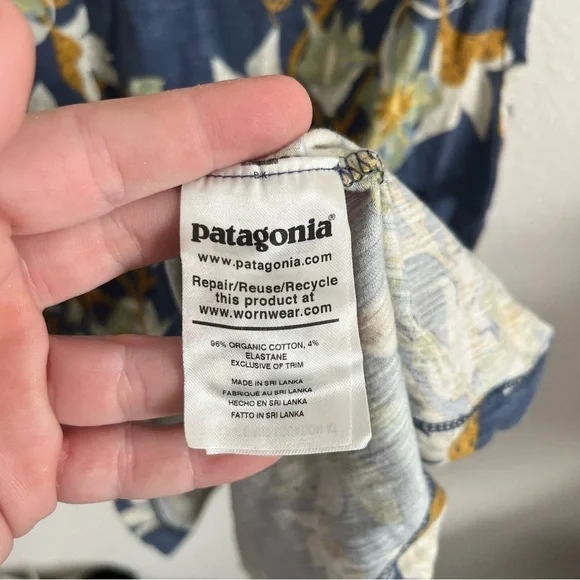 patagonia®
www.patagonia.com
Repair/Reuse/Recycle
this product at
www.wornwear.com
96% ORGANIC COTTON, 4%
ELASTANE
EXCLUSIVE OF TRIM
MADE IN SRI LANKA
FABRIQUÉ AU SRI LANKA
HECHO EN SRI LANKA
FATTO IN SRI LANKA